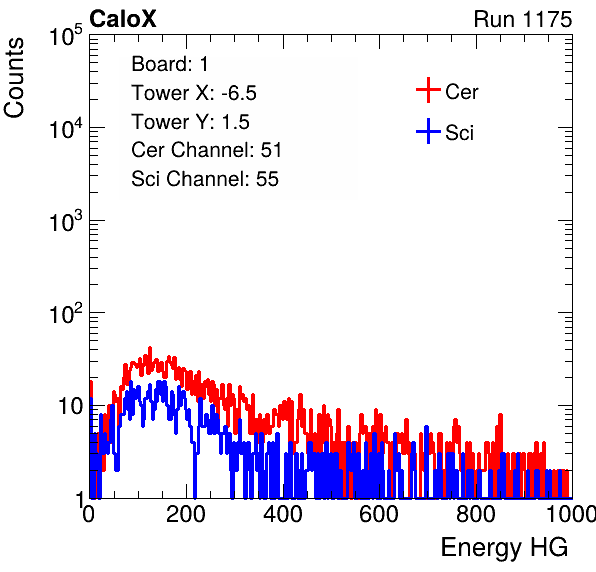 CaloX Run 1175
Counts
10^5
10^4
10^3
10^2
10
1
Board: 1
Tower X: -6.5
Tower Y: 1.5
Cer Channel: 51
Sci Channel: 55
Cer
Sci
0 200 400 600 800 1000
Energy HG